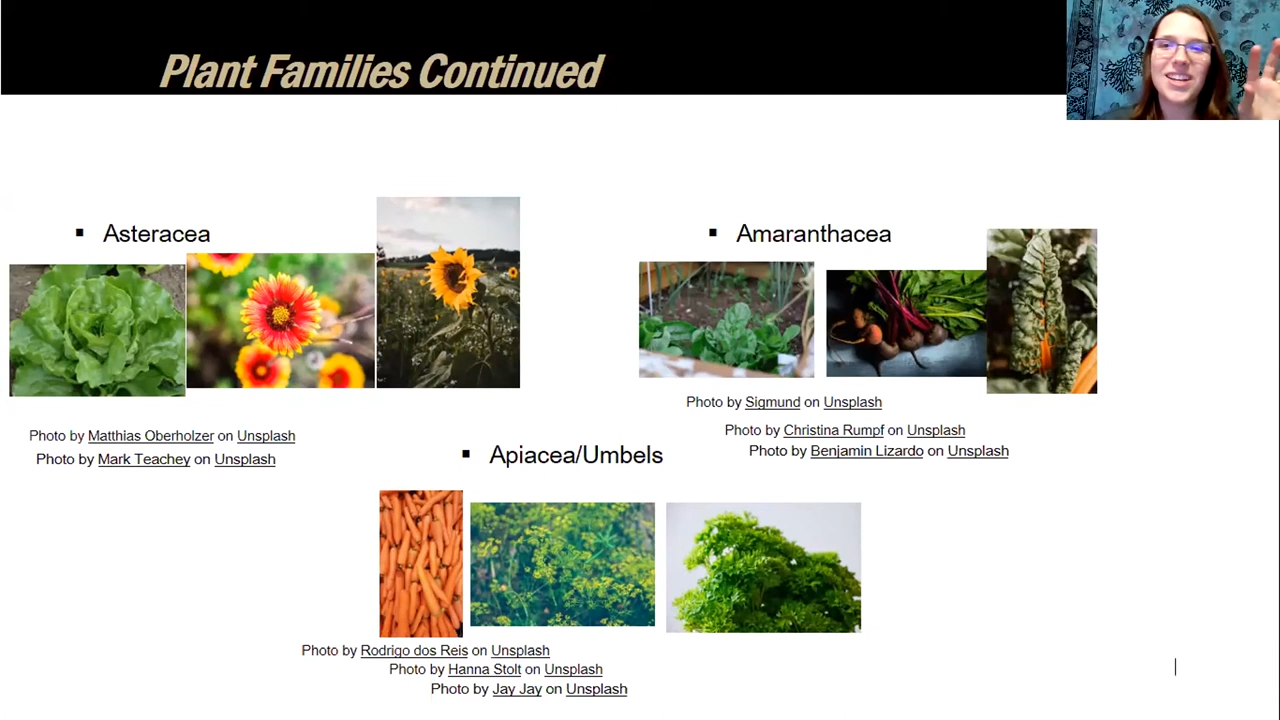 Plant Families Continued
▪ Asteracea
▪ Amaranthacea
Photo by Sigmund on Unsplash
Photo by Matthias Oberholzer on Unsplash
Photo by Christina Rumpf on Unsplash
Photo by Mark Teachey on Unsplash
Photo by Benjamin Lizardo on Unsplash
▪ Apiacea/Umbels
Photo by Rodrigo dos Reis on Unsplash
Photo by Hanna Stolt on Unsplash
Photo by Jay Jay on Unsplash